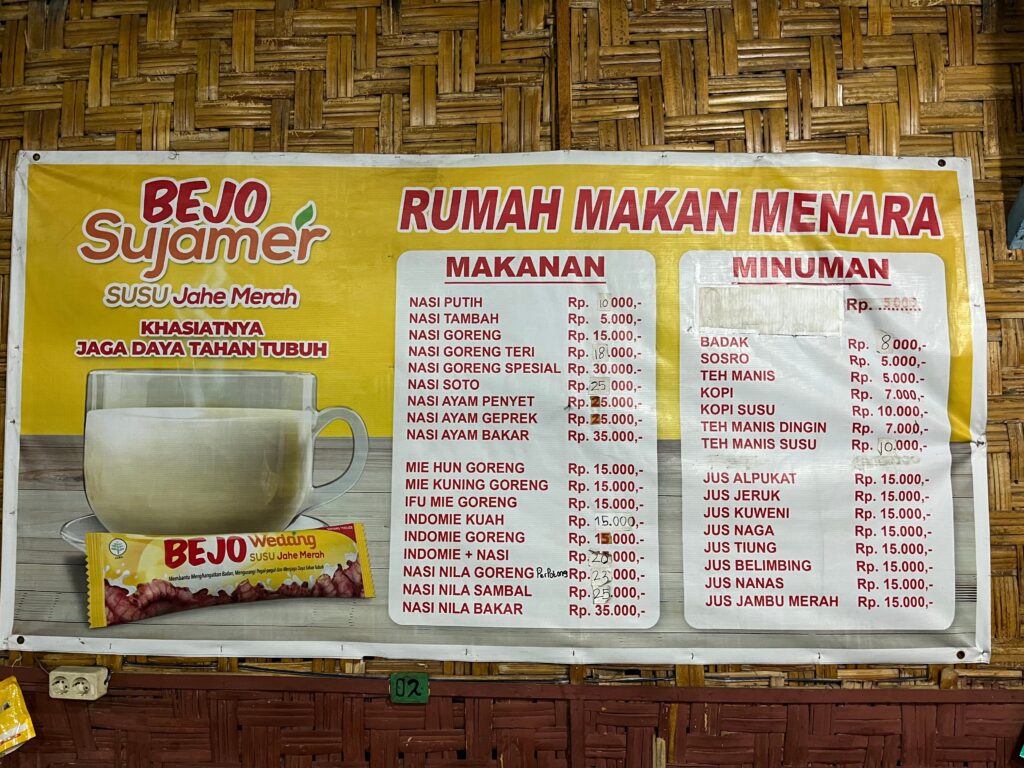 BEJO
Sujamer
SUSU Jahe Merah
KHASIATNYA
JAGA DAYA TAHAN TUBUH
BEJO Wedang
SUSU Jahe Merah
RUMAH MAKAN MENARA
MAKANAN
NASI PUTIH Rp. 10 000,-
NASI TAMBAH Rp. 5.000,-
NASI GORENG Rp. 15.000,-
NASI GORENG TERI Rp. 18.000,-
NASI GORENG SPESIAL Rp. 30.000,-
NASI SOTO Rp. 25 000,-
NASI AYAM PENYET Rp. 25.000,-
NASI AYAM GEPREK Rp. 25.000,-
NASI AYAM BAKAR Rp. 35.000,-
MIE HUN GORENG Rp. 15.000,-
MIE KUNING GORENG Rp. 15.000,-
IFU MIE GORENG Rp. 15.000,-
INDOMIE KUAH Rp. 15.000,-
INDOMIE GORENG Rp. 15.000,-
INDOMIE + NASI Rp. 20.000,-
NASI NILA GORENG PerPotong Rp. 23.000,-
NASI NILA SAMBAL Rp. 25.000,-
NASI NILA BAKAR Rp. 35.000,-
MINUMAN
Rp. 5.000
BADAK Rp. 8 000,-
SOSRO Rp. 5.000,-
TEH MANIS Rp. 5.000.-
KOPI Rp. 7.000,-
KOPI SUSU Rp. 10.000,-
TEH MANIS DINGIN Rp. 7.000,-
TEH MANIS SUSU Rp. 10.000,-
JUS ALPUKAT Rp. 15.000,-
JUS JERUK Rp. 15.000,-
JUS KUWENI Rp. 15.000,-
JUS NAGA Rp. 15.000,-
JUS TIUNG Rp. 15.000,-
JUS BELIMBING Rp. 15.000,-
JUS NANAS Rp. 15.000,-
JUS JAMBU MERAH Rp. 15.000,-
02